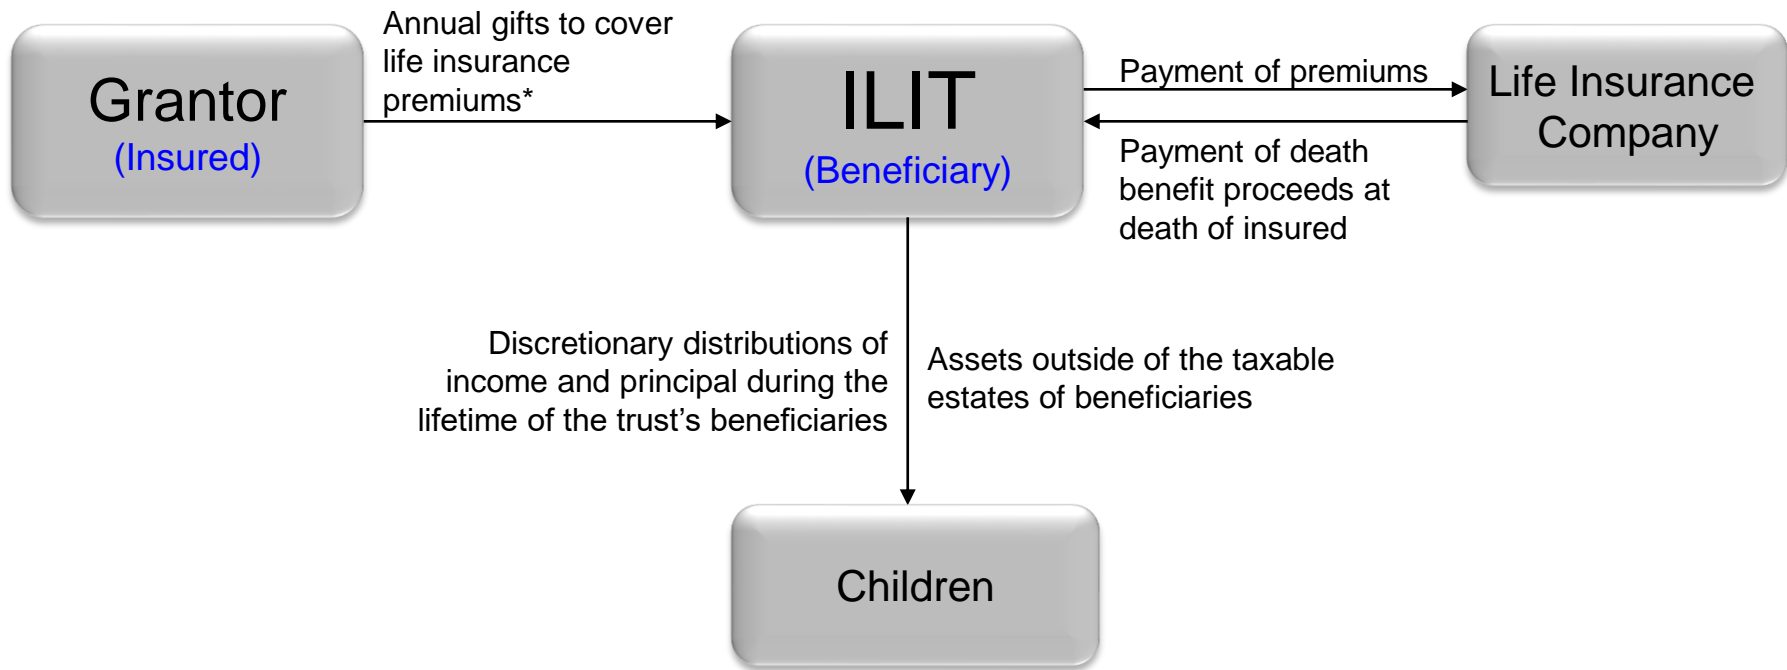 Grantor
(Insured)
Annual gifts to cover
life insurance
premiums*
ILIT
(Beneficiary)
Payment of premiums
Payment of death
benefit proceeds at
death of insured
Life Insurance
Company
Discretionary distributions of
income and principal during the
lifetime of the trust’s beneficiaries
Assets outside of the taxable
estates of beneficiaries
Children